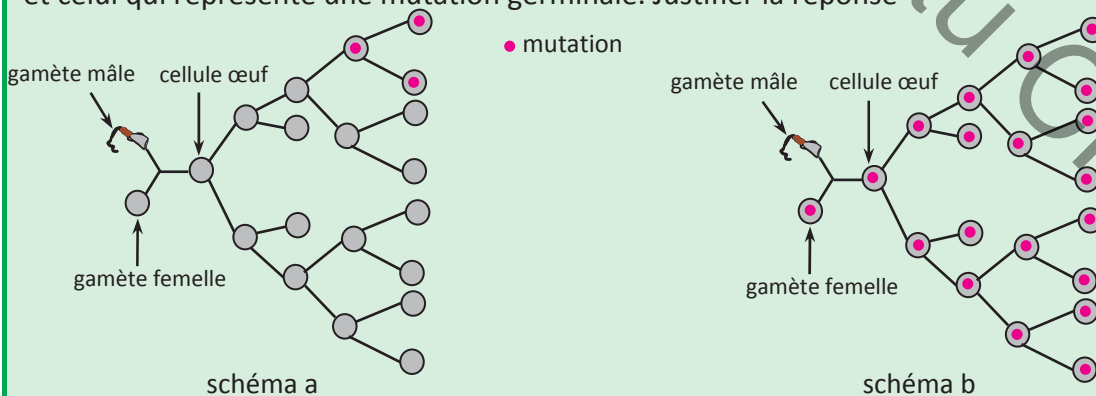 et celui qui représente une mutation germinale. Justifier la réponse
mutation
gamète mâle
cellule œuf
gamète femelle
schéma a
gamète mâle
cellule œuf
gamète femelle
schéma b